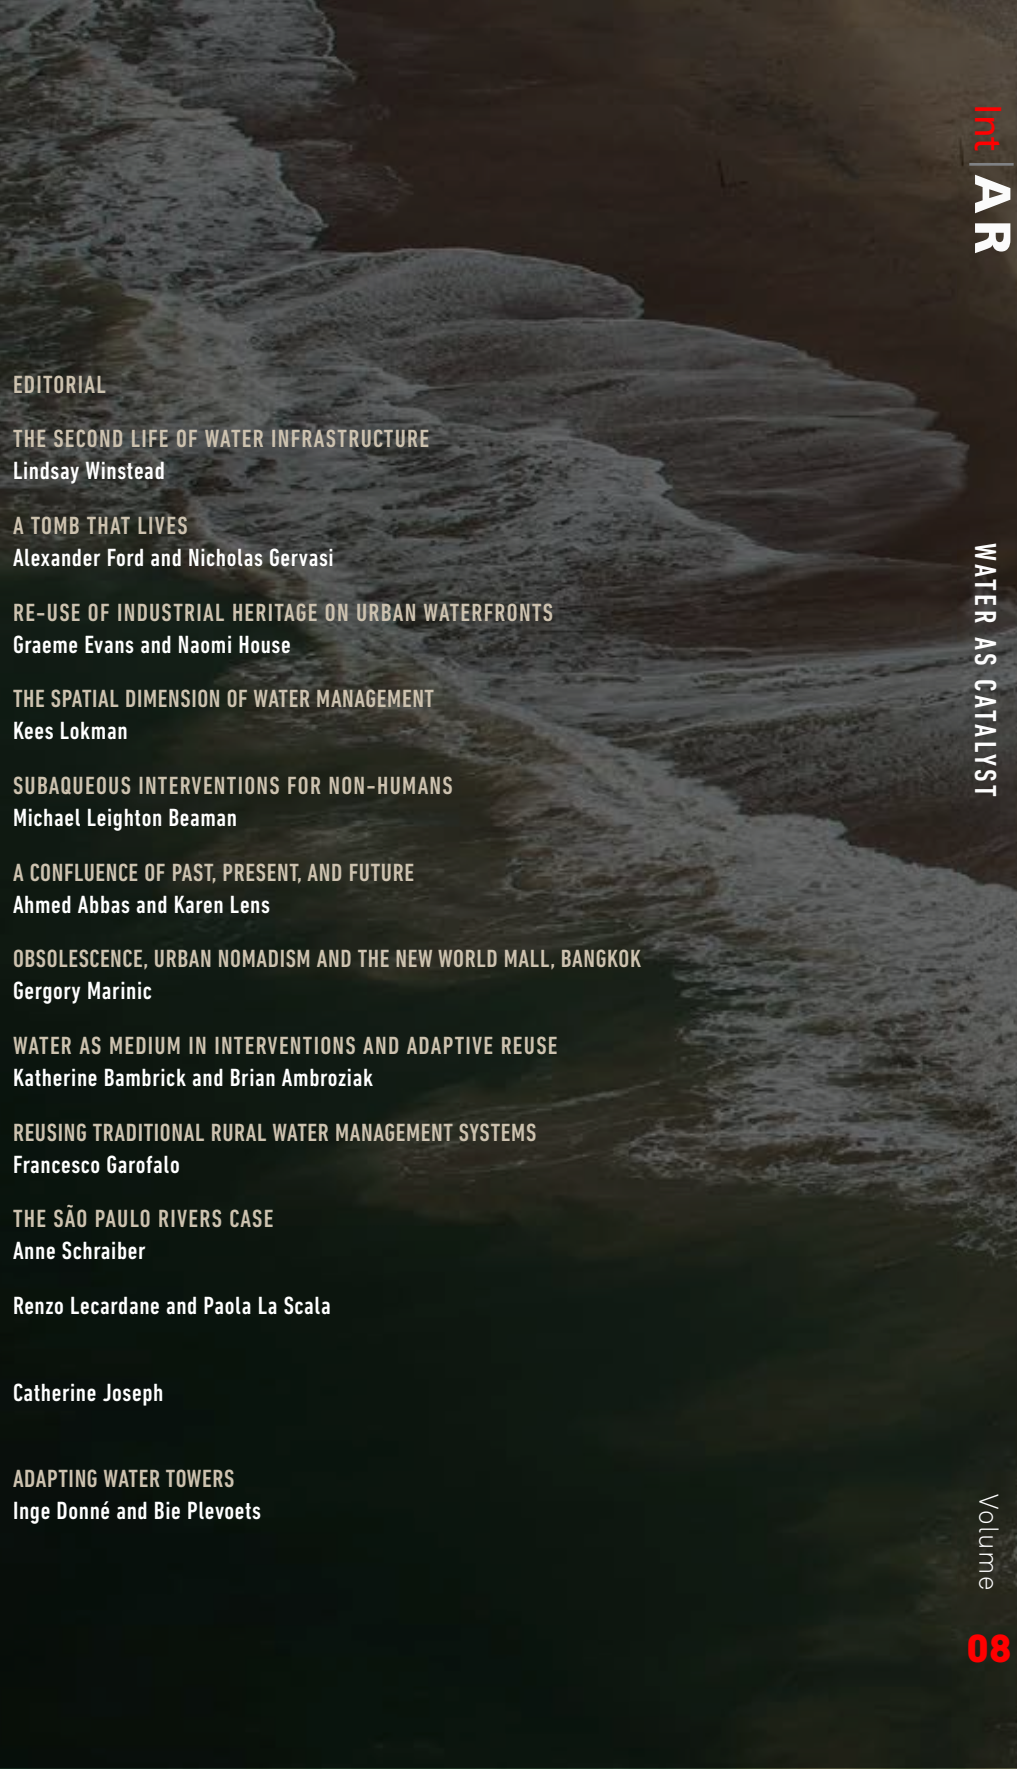 EDITORIAL
THE SECOND LIFE OF WATER INFRASTRUCTURE
Lindsay Winstead
A TOMB THAT LIVES
Alexander Ford and Nicholas Gervasi
RE-USE OF INDUSTRIAL HERITAGE ON URBAN WATERFRONTS
Graeme Evans and Naomi House
THE SPATIAL DIMENSION OF WATER MANAGEMENT
Kees Lokman
SUBAQUEOUS INTERVENTIONS FOR NON-HUMANS
Michael Leighton Beaman
A CONFLUENCE OF PAST, PRESENT, AND FUTURE
Ahmed Abbas and Karen Lens
OBSOLESCENCE, URBAN NOMADISM AND THE NEW WORLD MALL, BANGKOK
Gergory Marinic
WATER AS MEDIUM IN INTERVENTIONS AND ADAPTIVE REUSE
Katherine Bambrick and Brian Ambroziak
REUSING TRADITIONAL RURAL WATER MANAGEMENT SYSTEMS
Francesco Garofalo
THE SÃO PAULO RIVERS CASE
Anne Schraiber
Renzo Lecardane and Paola La Scala
Catherine Joseph
ADAPTING WATER TOWERS
Inge Donné and Bie Plevoets
Int|AR
WATER AS CATALYST
Volume
08